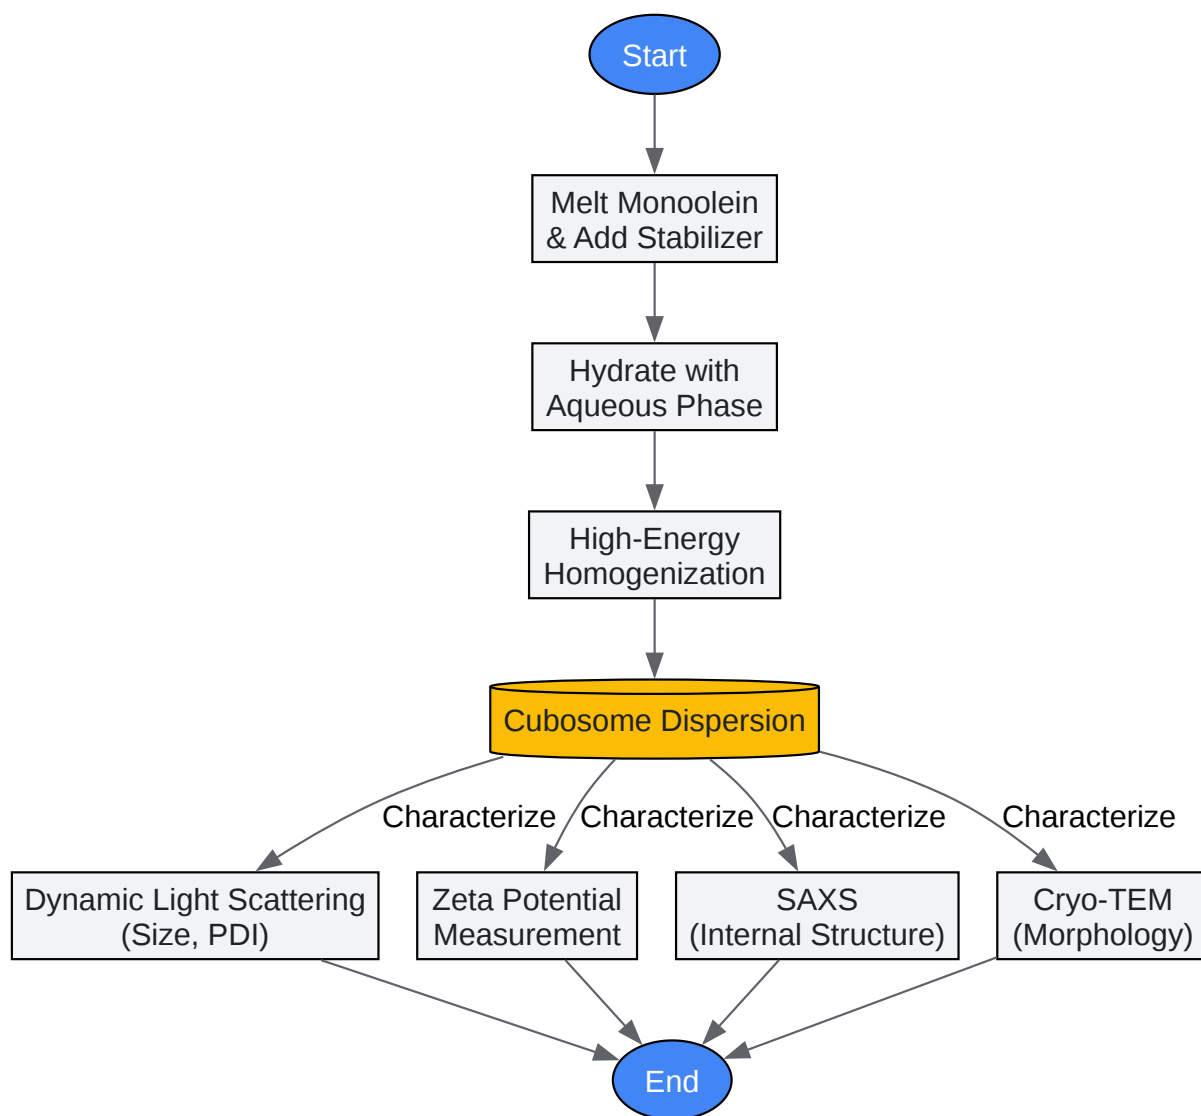 Start
Melt Monoolein
& Add Stabilizer
Hydrate with
Aqueous Phase
High-Energy
Homogenization
Cubosome Dispersion
Characterize
Characterize
Characterize
Characterize
Dynamic Light Scattering
(Size, PDI)
Zeta Potential
Measurement
SAXS
(Internal Structure)
Cryo-TEM
(Morphology)
End